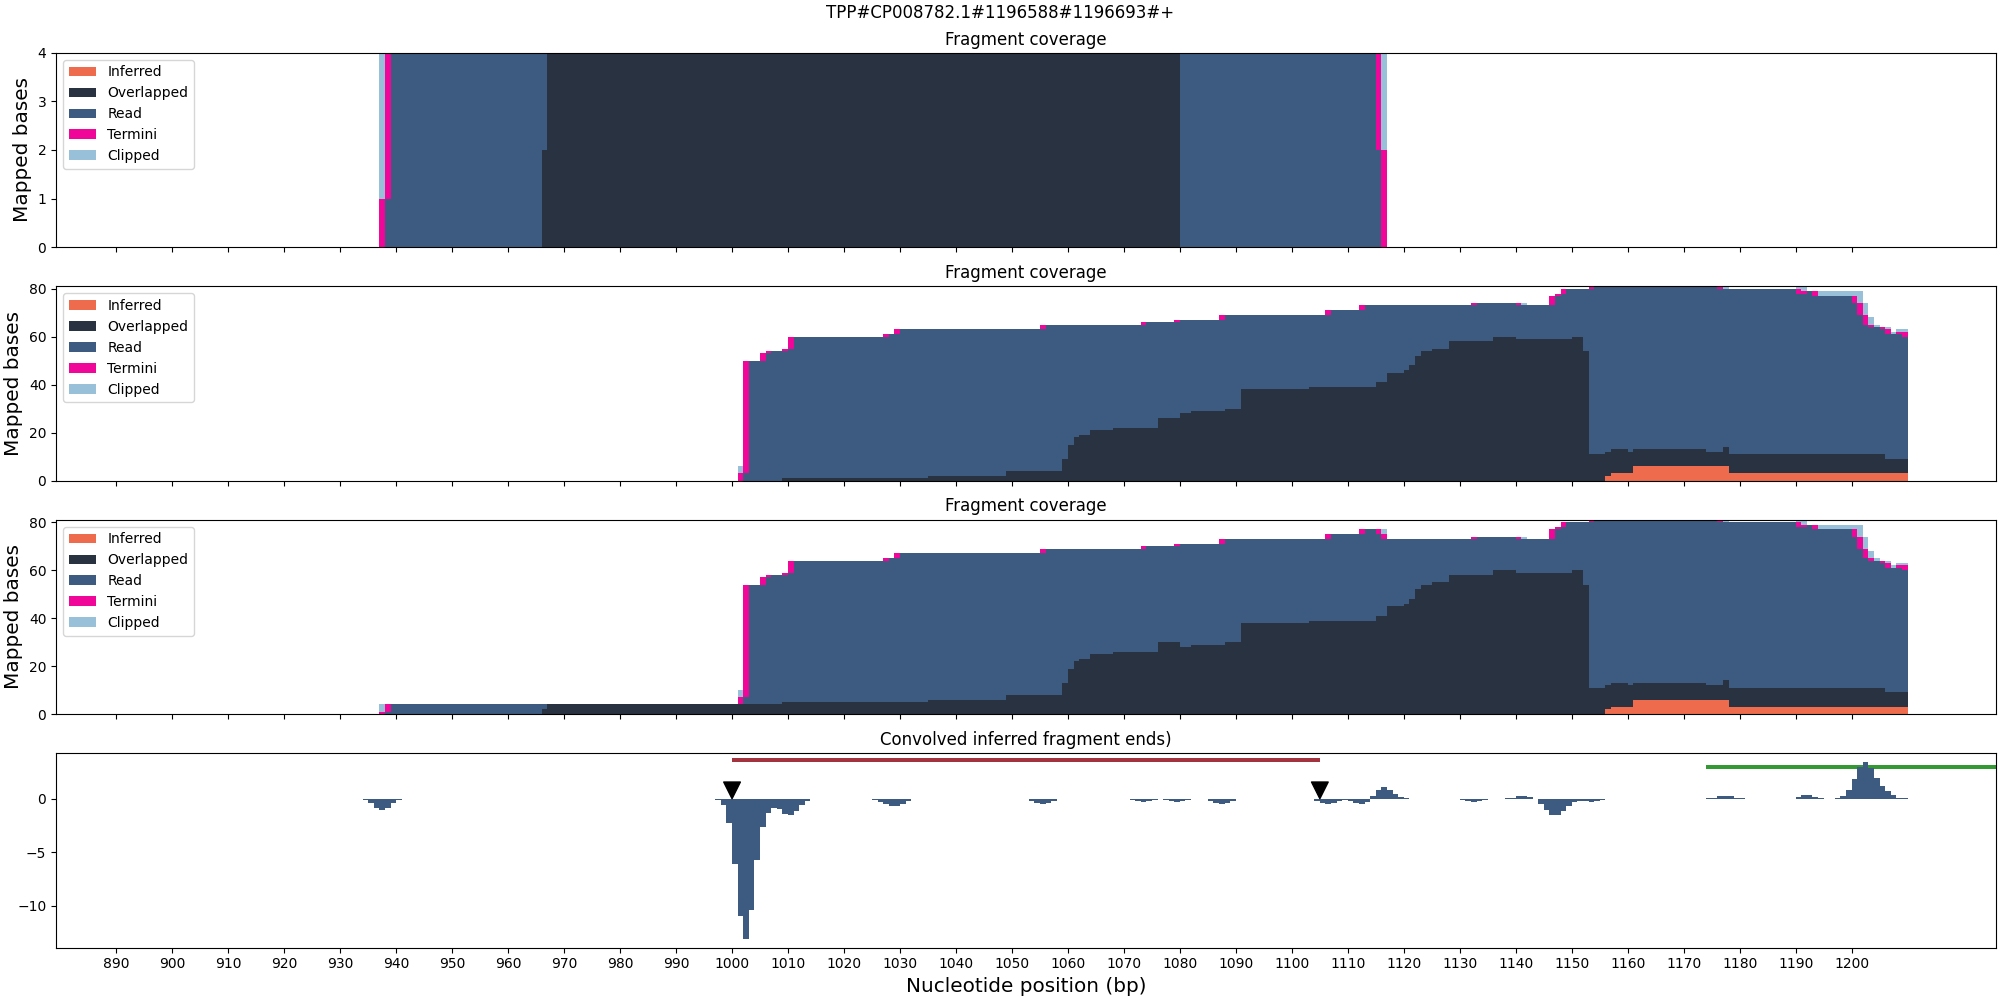 TPP#CP008782.1#1196588#1196693#+
Fragment coverage
Mapped bases
4
3
2
1
0
Inferred
Overlapped
Read
Termini
Clipped
Fragment coverage
Mapped bases
80
60
40
20
0
Inferred
Overlapped
Read
Termini
Clipped
Fragment coverage
Mapped bases
80
60
40
20
0
Inferred
Overlapped
Read
Termini
Clipped
Convolved inferred fragment ends)
0
−5
−10
890 900 910 920 930 940 950 960 970 980 990 1000 1010 1020 1030 1040 1050 1060 1070 1080 1090 1100 1110 1120 1130 1140 1150 1160 1170 1180 1190 1200
Nucleotide position (bp)